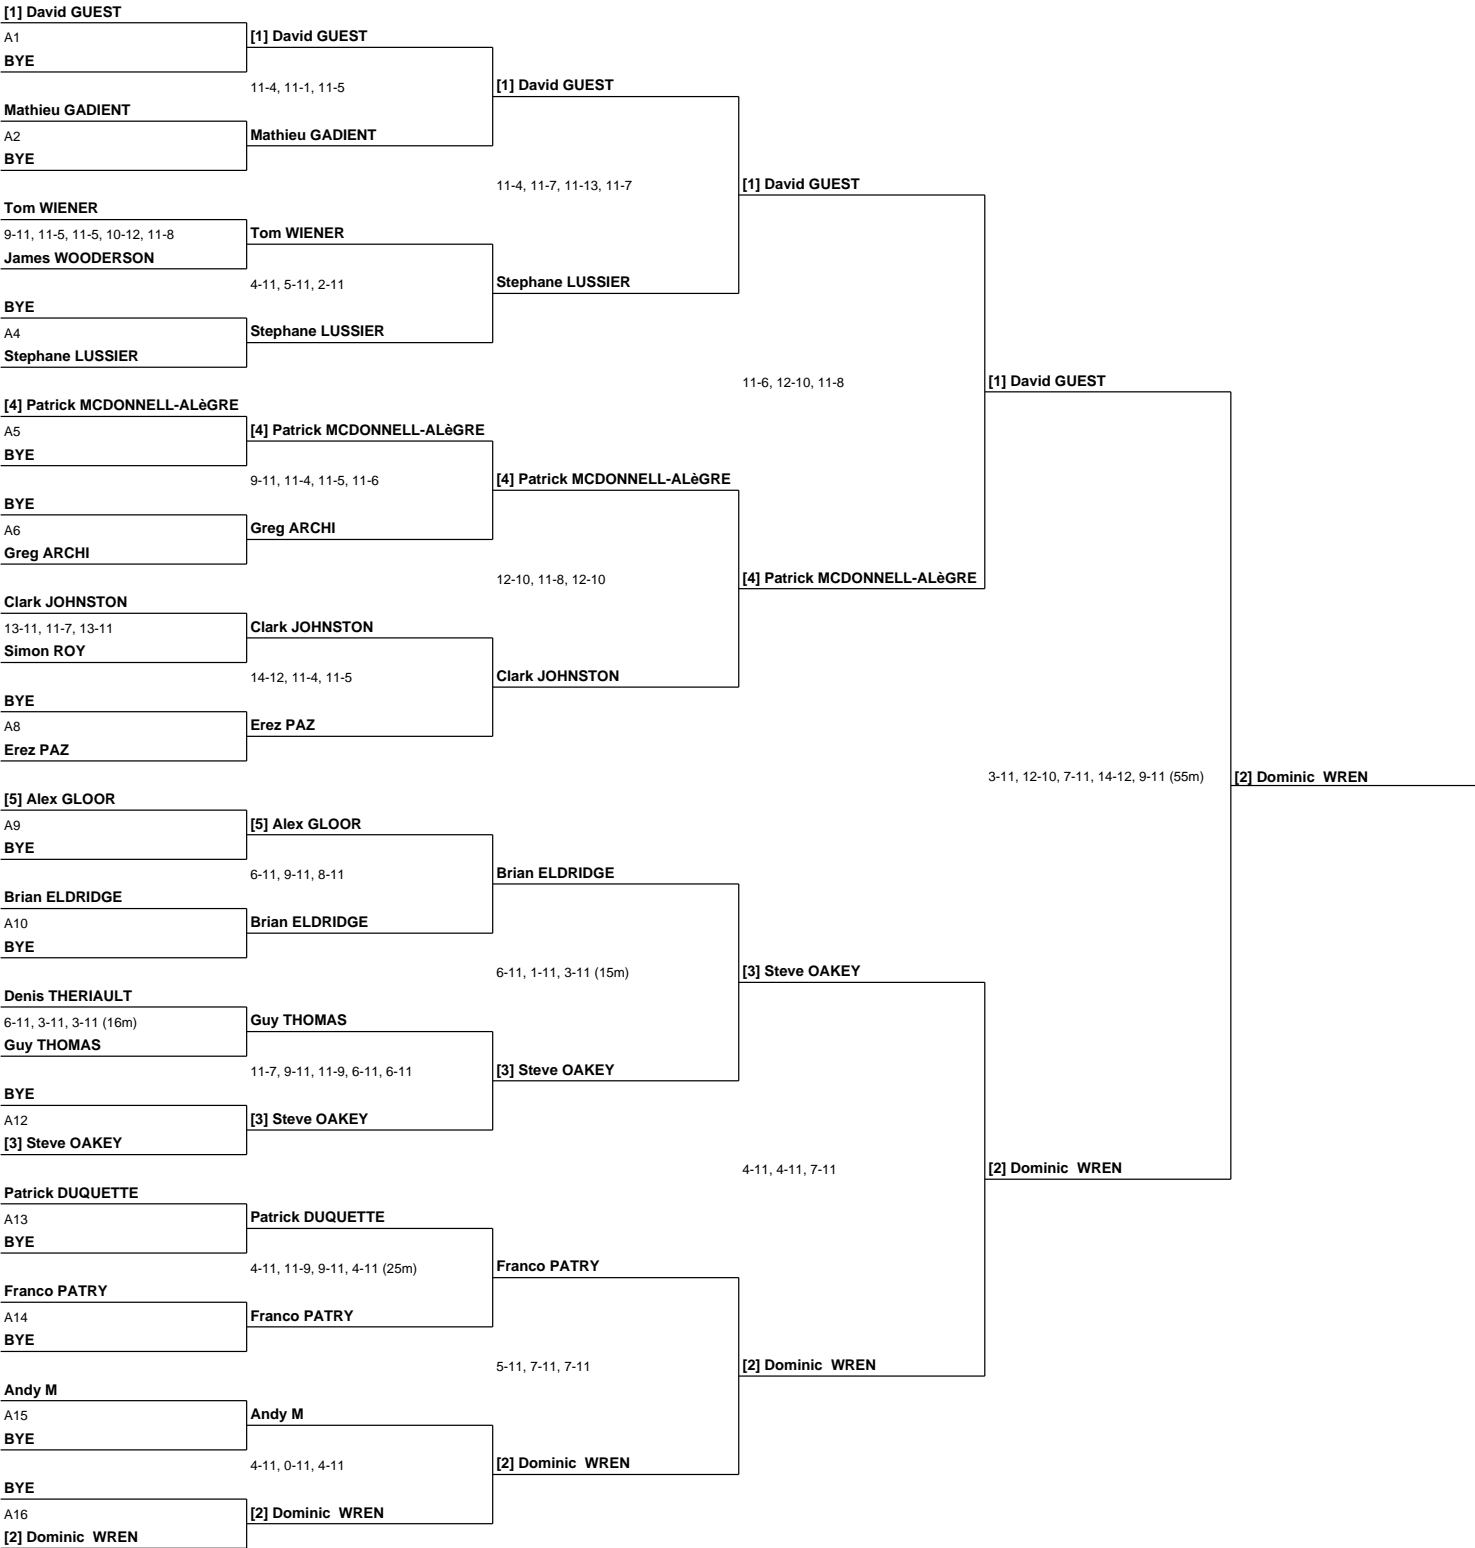 [1] David GUEST
A1
BYE
Mathieu GADIENT
A2
BYE
Tom WIENER
9-11, 11-5, 11-5, 10-12, 11-8
James WOODERSON
BYE
A4
Stephane LUSSIER
[4] Patrick MCDONNELL-ALèGRE
A5
BYE
BYE
A6
Greg ARCHI
Clark JOHNSTON
13-11, 11-7, 13-11
Simon ROY
BYE
A8
Erez PAZ
[5] Alex GLOOR
A9
BYE
Brian ELDRIDGE
A10
BYE
Denis THERIAULT
6-11, 3-11, 3-11 (16m)
Guy THOMAS
BYE
A12
[3] Steve OAKEY
Patrick DUQUETTE
A13
BYE
Franco PATRY
A14
BYE
Andy M
A15
BYE
BYE
A16
[2] Dominic  WREN
[1] David GUEST
11-4, 11-1, 11-5
Mathieu GADIENT
Tom WIENER
4-11, 5-11, 2-11
Stephane LUSSIER
[4] Patrick MCDONNELL-ALèGRE
9-11, 11-4, 11-5, 11-6
Greg ARCHI
Clark JOHNSTON
14-12, 11-4, 11-5
Erez PAZ
[5] Alex GLOOR
6-11, 9-11, 8-11
Brian ELDRIDGE
Guy THOMAS
11-7, 9-11, 11-9, 6-11, 6-11
[3] Steve OAKEY
Patrick DUQUETTE
4-11, 11-9, 9-11, 4-11 (25m)
Franco PATRY
Andy M
4-11, 0-11, 4-11
[2] Dominic  WREN
[1] David GUEST
11-4, 11-7, 11-13, 11-7
Stephane LUSSIER
[4] Patrick MCDONNELL-ALèGRE
12-10, 11-8, 12-10
Clark JOHNSTON
Brian ELDRIDGE
6-11, 1-11, 3-11 (15m)
[3] Steve OAKEY
Franco PATRY
5-11, 7-11, 7-11
[2] Dominic  WREN
[1] David GUEST
11-6, 12-10, 11-8
[4] Patrick MCDONNELL-ALèGRE
[3] Steve OAKEY
4-11, 4-11, 7-11
[2] Dominic  WREN
[1] David GUEST
3-11, 12-10, 7-11, 14-12, 9-11 (55m)
[2] Dominic  WREN
[2] Dominic  WREN